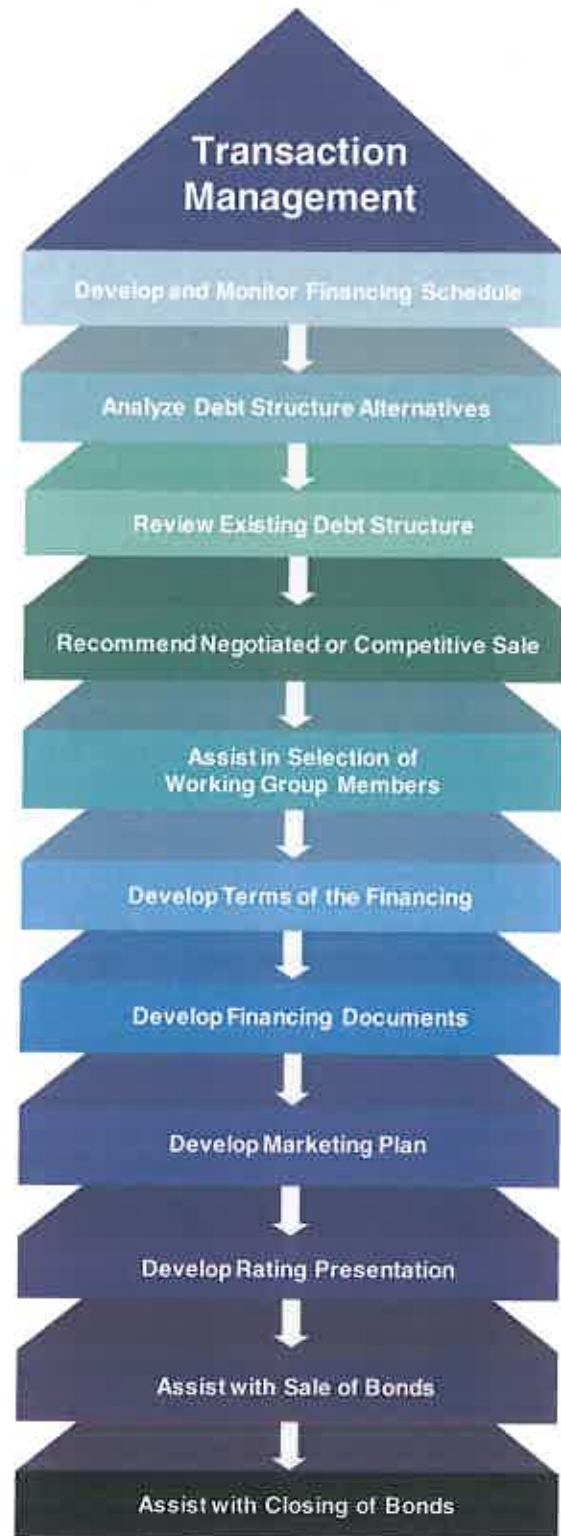 Transaction
Management
Develop and Monitor Financing Schedule
Analyze Debt Structure Alternatives
Review Existing Debt Structure
Recommend Negotiated or Competitive Sale
Assist in Selection of
Working Group Members
Develop Terms of the Financing
Develop Financing Documents
Develop Marketing Plan
Develop Rating Presentation
Assist with Sale of Bonds
Assist with Closing of Bonds